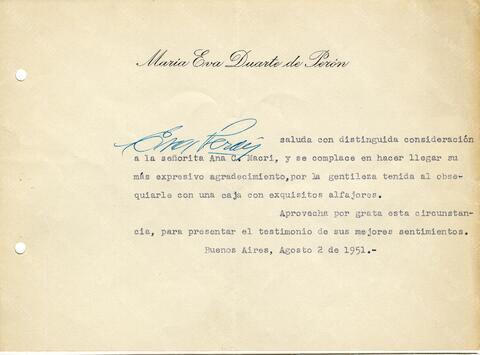 Maria Eva Duarte de Perón
Eva Perón saluda con distinguida consideración
a la señorita Ana C. Macri, y se complace en hacer llegar su
más expresivo agradecimiento,por la gentileza tenida al obse-
quiarle con una caja con exquisitos alfajores.
Aprovecha por grata esta circunstan-
cia, para presentar el testimonio de sus mejores sentimientos.
Buenos Aires, Agosto 2 de 1951.-